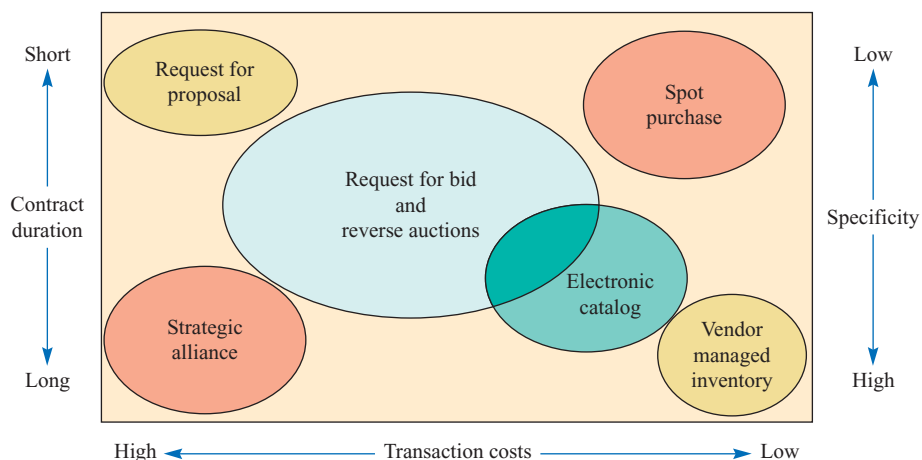 Short
Contract
duration
Long
Request for
proposal
Spot
purchase
Request for bid
and
reverse auctions
Electronic
catalog
Strategic
alliance
Vendor
managed
inventory
Low
Specificity
High
High
Transaction costs
Low